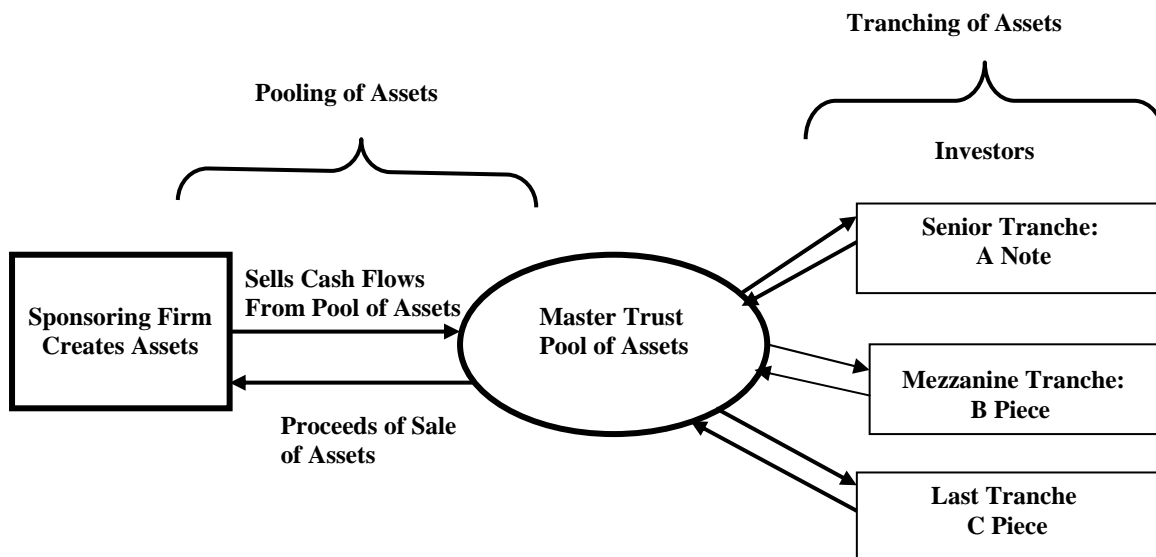 Tranching of Assets
Pooling of Assets
Investors
Senior Tranche:
A Note
Sells Cash Flows
From Pool of Assets
Sponsoring Firm
Creates Assets
Master Trust
Pool of Assets
Mezzanine Tranche:
B Piece
Proceeds of Sale
of Assets
Last Tranche
C Piece